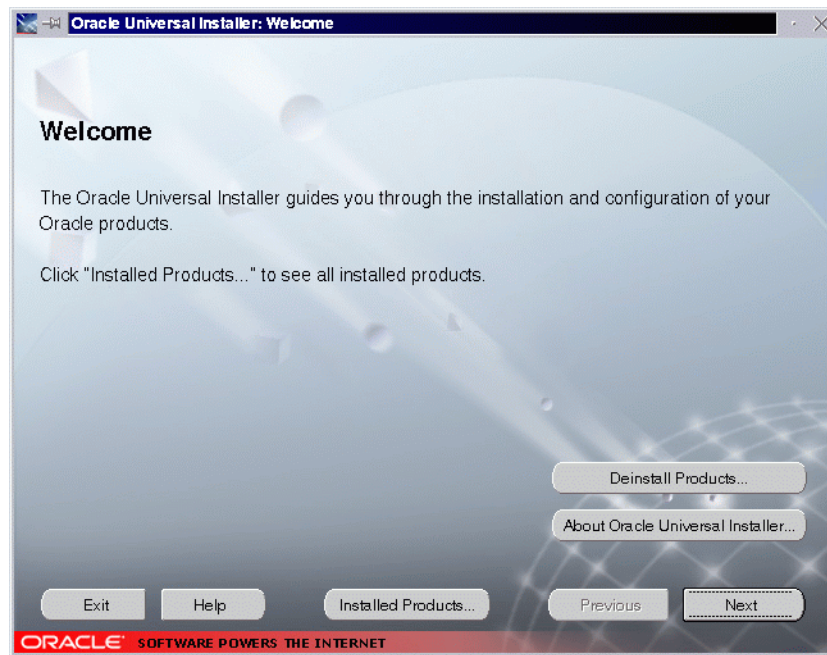 Oracle Universal Installer: Welcome
Welcome
The Oracle Universal Installer guides you through the installation and configuration of your
Oracle products.
Click "Installed Products..." to see all installed products.
Deinstall Products...
About Oracle Universal Installer...
Exit
Help
Installed Products...
Previous
Next
ORACLE SOFTWARE POWERS THE INTERNET